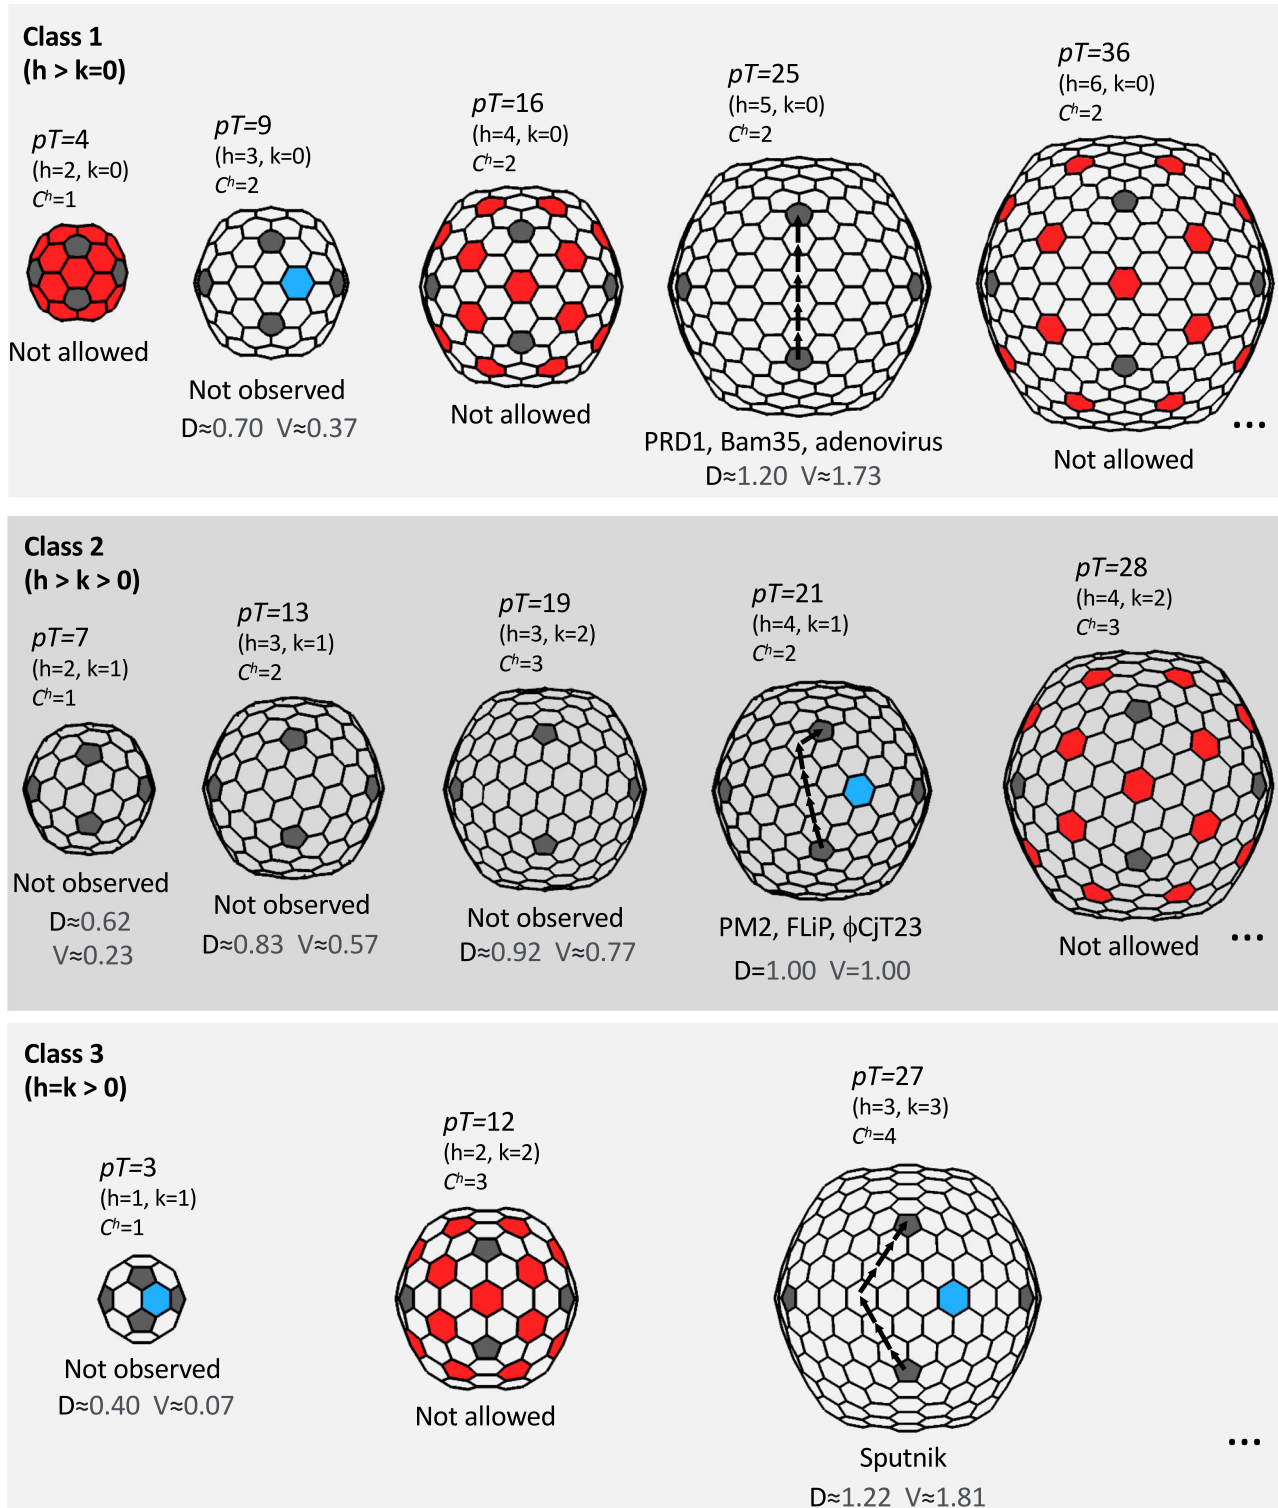 Class 1
(h > k=0)
pT=4
(h=2, k=0)
Cʰ=1
Not allowed
pT=9
(h=3, k=0)
Cʰ=2
Not observed
D≈0.70 V≈0.37
pT=16
(h=4, k=0)
Cʰ=2
Not allowed
pT=25
(h=5, k=0)
Cʰ=2
PRD1, Bam35, adenovirus
D≈1.20 V≈1.73
pT=36
(h=6, k=0)
Cʰ=2
Not allowed
...
Class 2
(h > k > 0)
pT=7
(h=2, k=1)
Cʰ=1
Not observed
D≈0.62
V≈0.23
pT=13
(h=3, k=1)
Cʰ=2
Not observed
D≈0.83 V≈0.57
pT=19
(h=3, k=2)
Cʰ=3
Not observed
D≈0.92 V≈0.77
pT=21
(h=4, k=1)
Cʰ=2
PM2, FLiP, ϕCjT23
D=1.00 V=1.00
pT=28
(h=4, k=2)
Cʰ=3
Not allowed
...
Class 3
(h=k > 0)
pT=3
(h=1, k=1)
Cʰ=1
Not observed
D≈0.40 V≈0.07
pT=12
(h=2, k=2)
Cʰ=3
Not allowed
pT=27
(h=3, k=3)
Cʰ=4
Sputnik
D≈1.22 V≈1.81
...